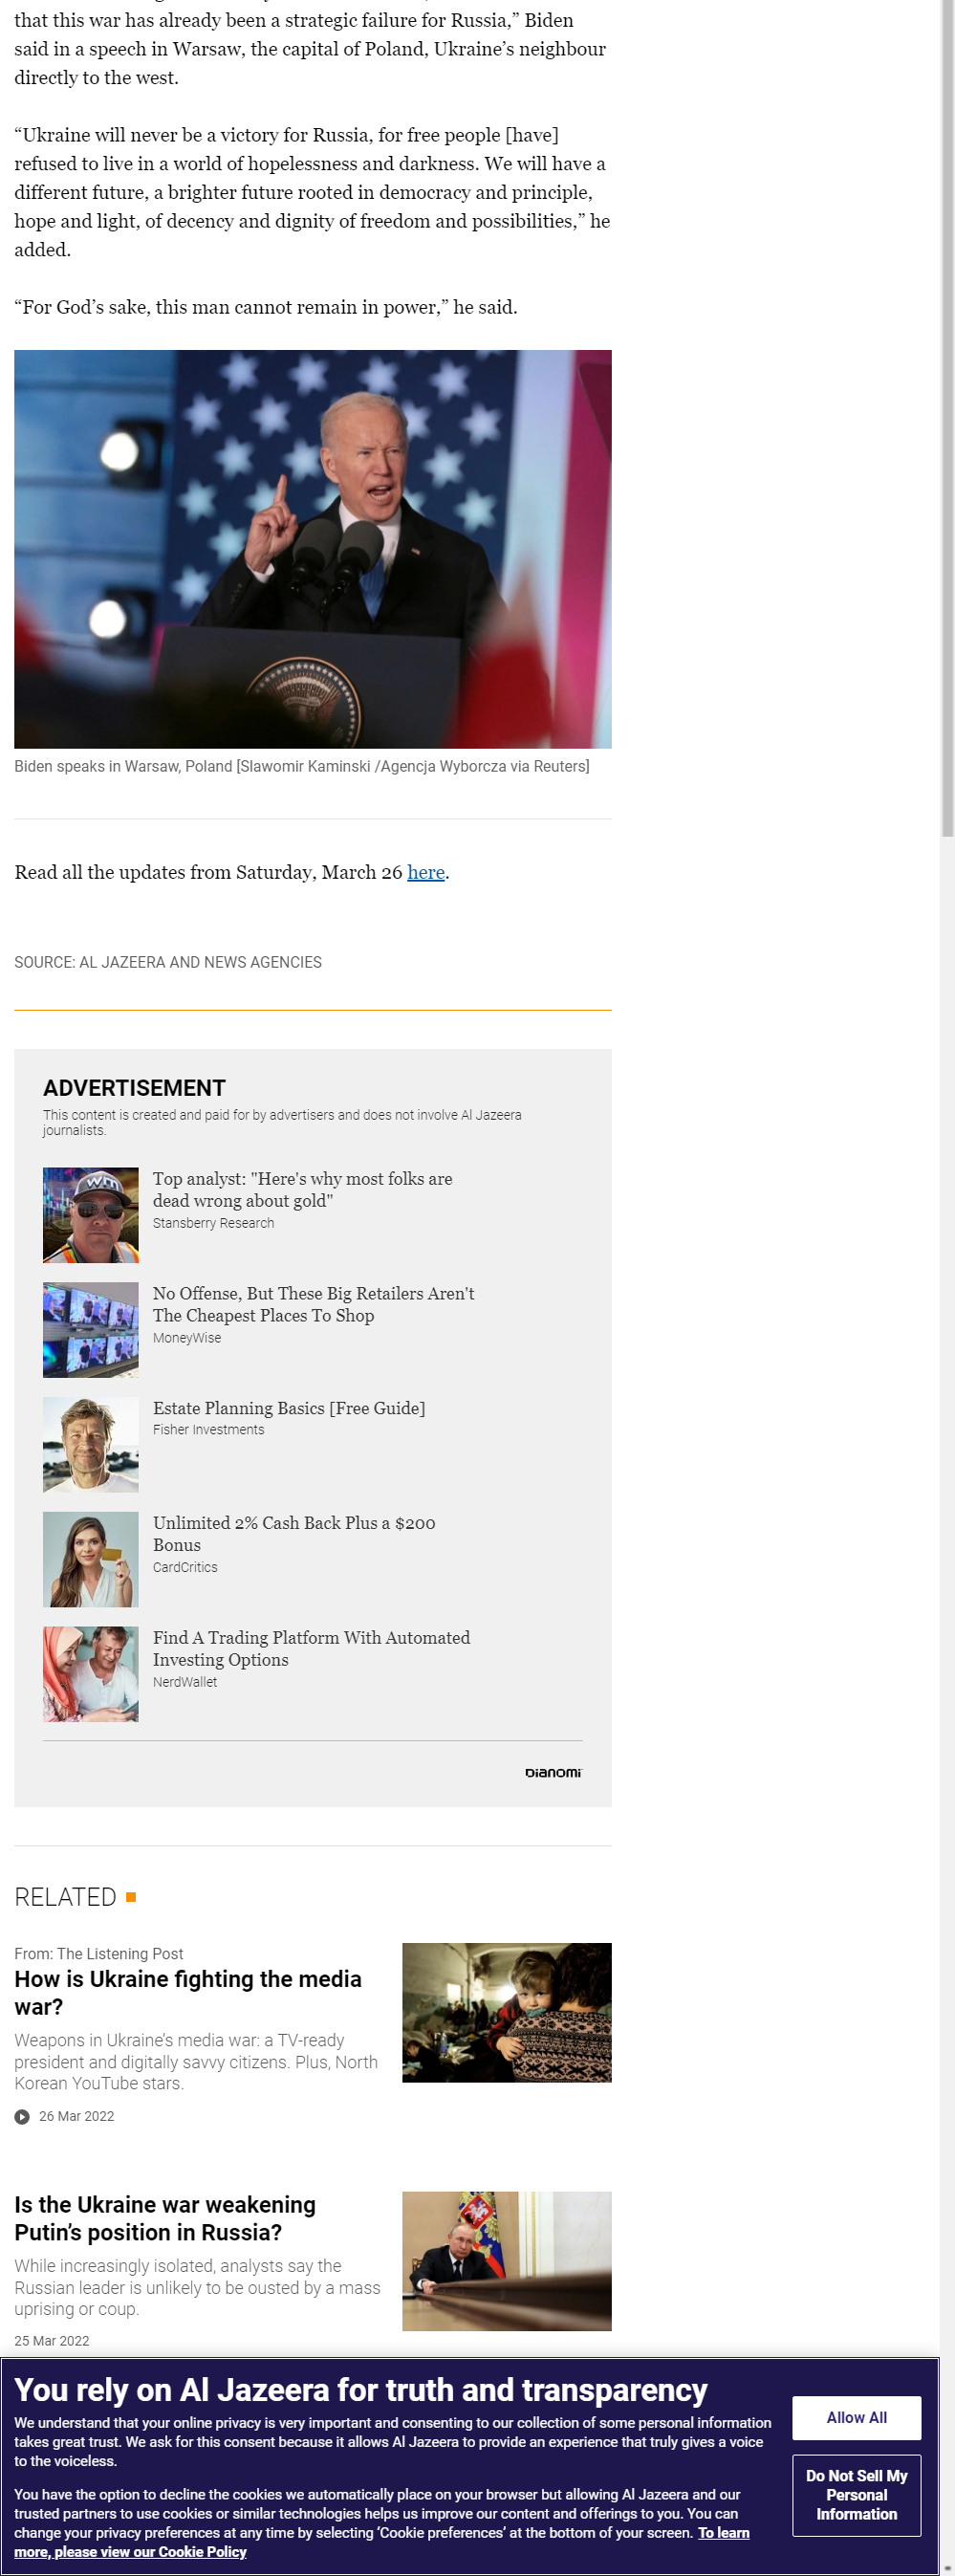 that this war has already been a strategic failure for Russia,” Biden
said in a speech in Warsaw, the capital of Poland, Ukraine’s neighbour
directly to the west.
“Ukraine will never be a victory for Russia, for free people [have]
refused to live in a world of hopelessness and darkness. We will have a
different future, a brighter future rooted in democracy and principle,
hope and light, of decency and dignity of freedom and possibilities,” he
added.
“For God’s sake, this man cannot remain in power,” he said.
Biden speaks in Warsaw, Poland [Slawomir Kaminski /Agencja Wyborcza via Reuters]
Read all the updates from Saturday, March 26 here.
SOURCE: AL JAZEERA AND NEWS AGENCIES
ADVERTISEMENT
This content is created and paid for by advertisers and does not involve Al Jazeera
journalists.
WM
Top analyst: "Here's why most folks are
dead wrong about gold"
Stansberry Research
No Offense, But These Big Retailers Aren't
The Cheapest Places To Shop
MoneyWise
Estate Planning Basics [Free Guide]
Fisher Investments
Unlimited 2% Cash Back Plus a $200
Bonus
CardCritics
Find A Trading Platform With Automated
Investing Options
NerdWallet
Dianomi
RELATED
From: The Listening Post
How is Ukraine fighting the media
war?
Weapons in Ukraine’s media war: a TV-ready
president and digitally savvy citizens. Plus, North
Korean YouTube stars.
26 Mar 2022
Is the Ukraine war weakening
Putin’s position in Russia?
While increasingly isolated, analysts say the
Russian leader is unlikely to be ousted by a mass
uprising or coup.
25 Mar 2022
You rely on Al Jazeera for truth and transparency
We understand that your online privacy is very important and consenting to our collection of some personal information
takes great trust. We ask for this consent because it allows Al Jazeera to provide an experience that truly gives a voice
to the voiceless.
You have the option to decline the cookies we automatically place on your browser but allowing Al Jazeera and our
trusted partners to use cookies or similar technologies helps us improve our content and offerings to you. You can
change your privacy preferences at any time by selecting ‘Cookie preferences’ at the bottom of your screen. To learn
more, please view our Cookie Policy
Allow All
Do Not Sell My
Personal
Information